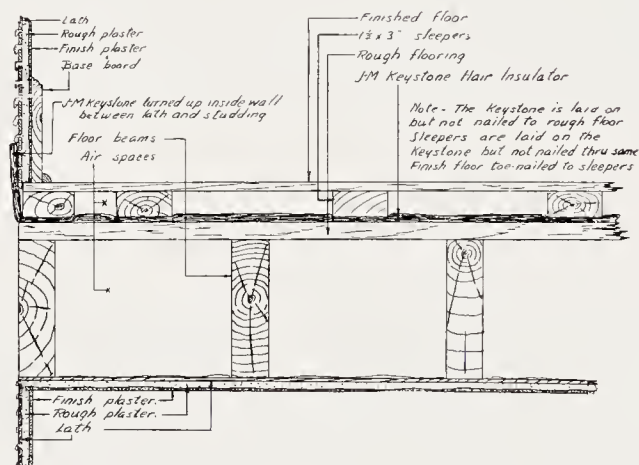 Lath
Rough plaster
Finish plaster
Base board
J-M Keystone turned up inside wall
between lath and studding
Floor beams
Air spaces
Finished floor
1½ x 3" sleepers
Rough flooring
J-M Keystone Hair Insulator
Note - The Keystone is laid on
but not nailed to rough floor
Sleepers are laid on the
Keystone but not nailed thru same
Finish floor toe-nailed to sleepers
Finish plaster.
Rough plaster.
Lath